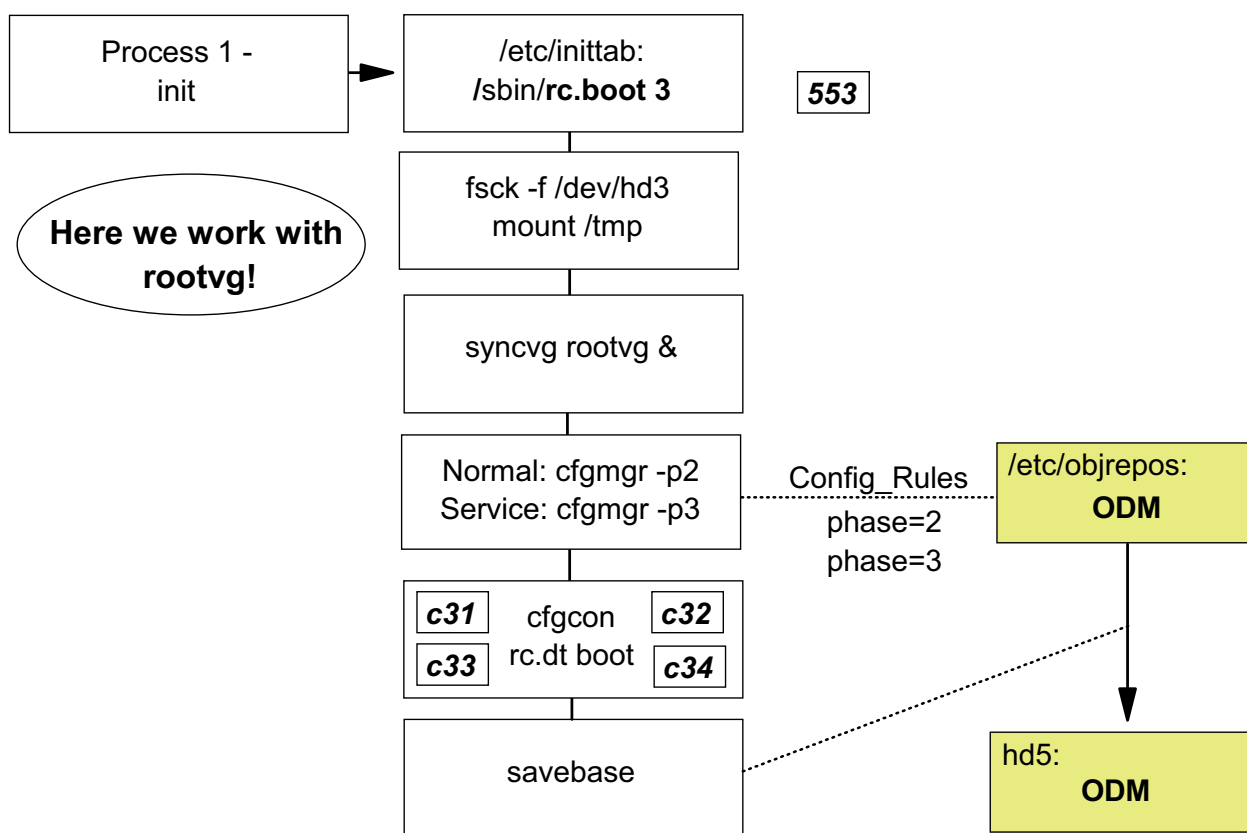 Process 1 -
init
/etc/inittab:
/sbin/rc.boot 3
553
fsck -f /dev/hd3
mount /tmp
Here we work with
rootvg!
syncvg rootvg &
Normal: cfgmgr -p2
Service: cfgmgr -p3
Config_Rules
phase=2
phase=3
/etc/objrepos:
ODM
c31
cfgcon
c32
c33
rc.dt boot
c34
savebase
hd5:
ODM